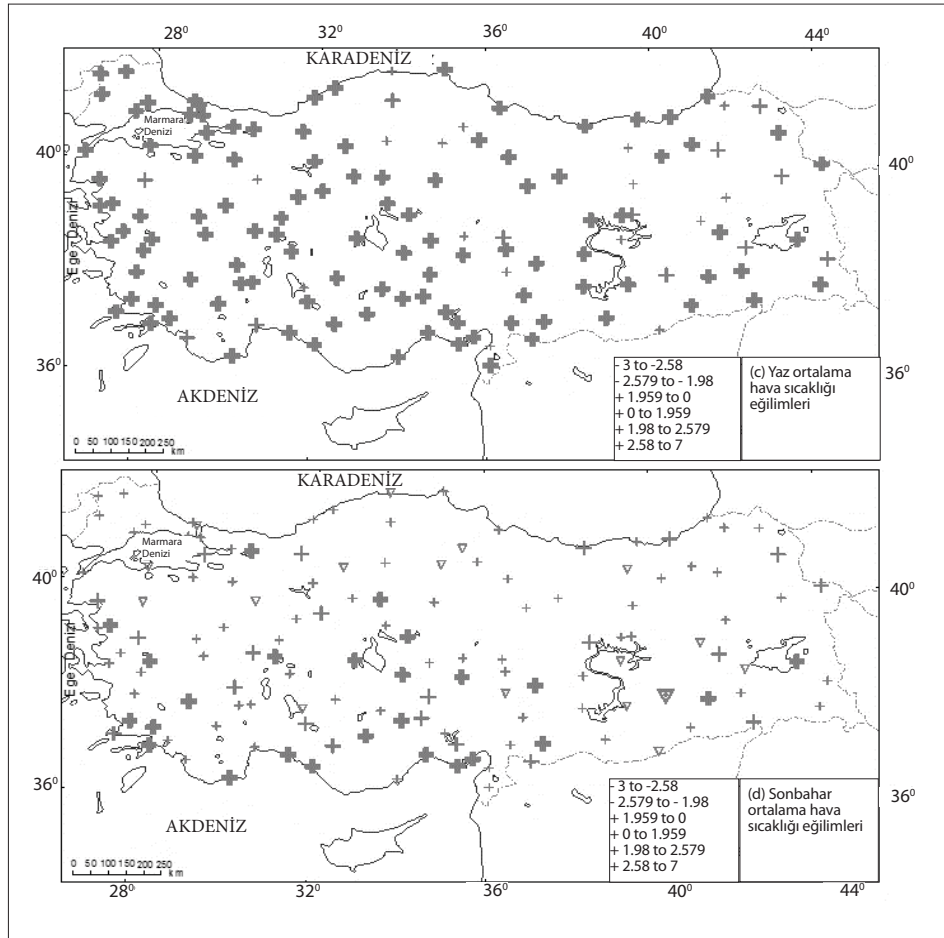 28⁰ 32⁰ 36⁰ 40⁰ 44⁰
KARADENİZ
Marmara
Denizi
40⁰ 40⁰
Ege Denizi
36⁰ 36⁰
AKDENİZ
0 50 100 150 200 250
km
- 3 to -2.58
- 2.579 to - 1.98
+ 1.959 to 0
+ 0 to 1.959
+ 1.98 to 2.579
+ 2.58 to 7
(c) Yaz ortalama
hava sıcaklığı
eğilimleri
KARADENİZ
Marmara
Denizi
40⁰ 40⁰
Ege Denizi
36⁰ 36⁰
AKDENİZ
0 50 100 150 200 250
km
- 3 to -2.58
- 2.579 to - 1.98
+ 1.959 to 0
+ 0 to 1.959
+ 1.98 to 2.579
+ 2.58 to 7
(d) Sonbahar
ortalama hava
sıcaklığı eğilimleri
28⁰ 32⁰ 36⁰ 40⁰ 44⁰